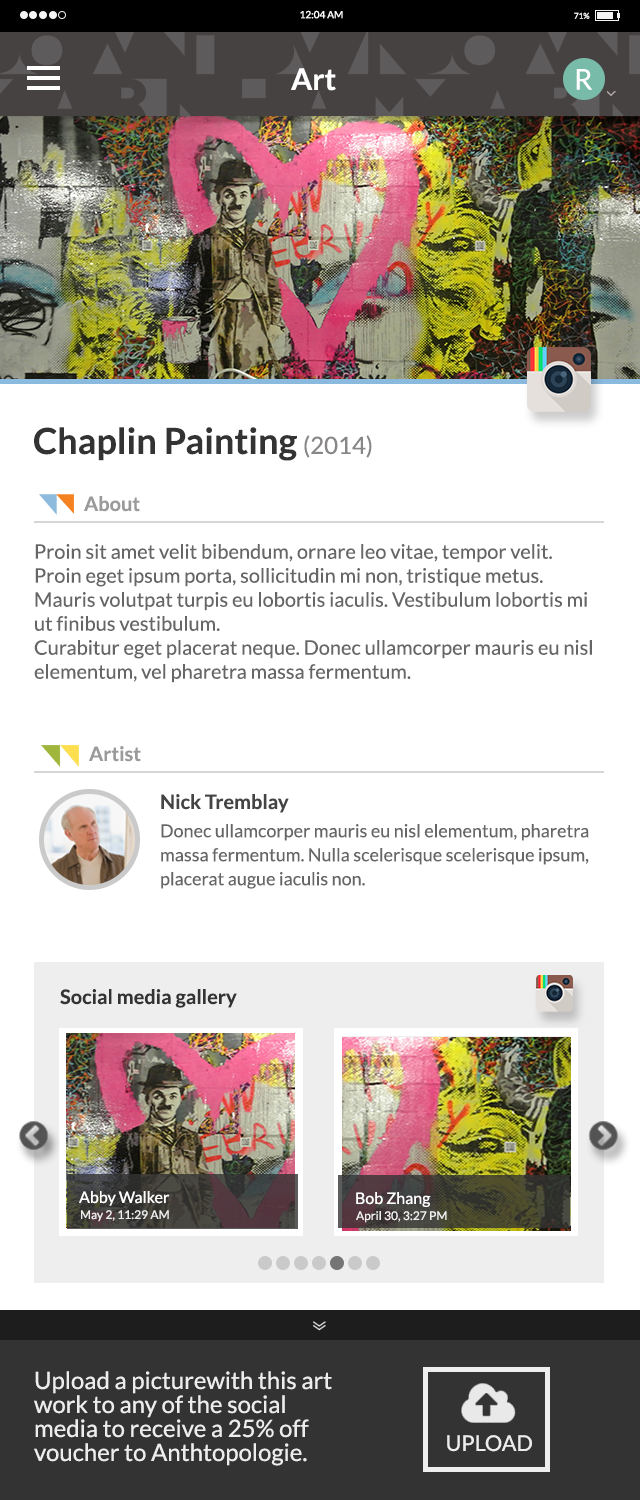 12:04 AM
71%
Art
R
Chaplin Painting (2014)
About
Proin sit amet velit bibendum, ornare leo vitae, tempor velit.
Proin eget ipsum porta, sollicitudin mi non, tristique metus.
Mauris volutpat turpis eu lobortis iaculis. Vestibulum lobortis mi
ut finibus vestibulum.
Curabitur eget placerat neque. Donec ullamcorper mauris eu nisl
elementum, vel pharetra massa fermentum.
Artist
Nick Tremblay
Donec ullamcorper mauris eu nisl elementum, pharetra
massa fermentum. Nulla scelerisque scelerisque ipsum,
placerat augue iaculis non.
Social media gallery
Abby Walker
May 2, 11:29 AM
Bob Zhang
April 30, 3:27 PM
Upload a picturewith this art
work to any of the social
media to receive a 25% off
voucher to Anthtopologie.
UPLOAD